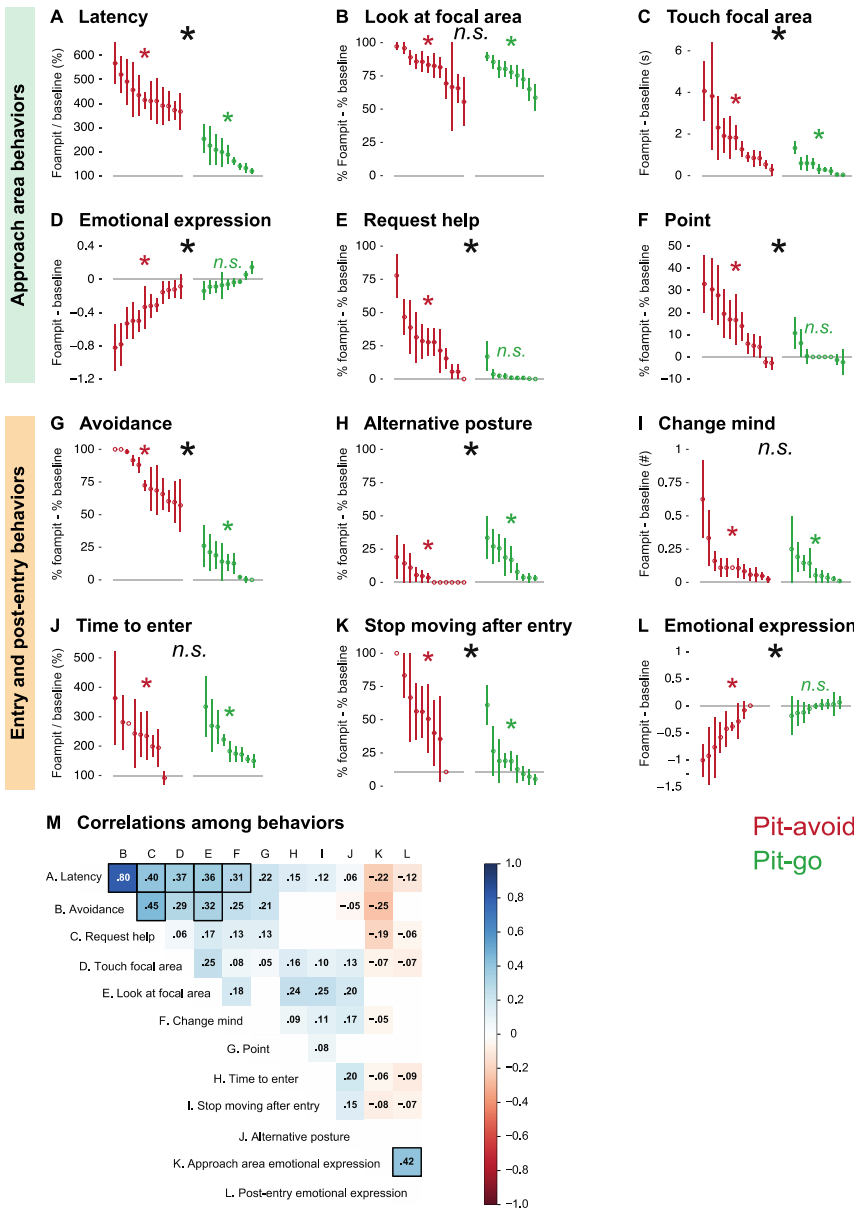 Approach area behaviors
A Latency
*
*
*
Foampit / baseline (%)
600
500
400
300
200
100
B Look at focal area
n.s.
*
*
% Foampit - % baseline
100
75
50
25
0
C Touch focal area
*
*
*
Foampit - baseline (s)
6
4
2
0
D Emotional expression
*
*
n.s.
Foampit - baseline
0.4
0
−0.4
−0.8
−1.2
E Request help
*
*
n.s.
% foampit - % baseline
100
75
50
25
0
F Point
*
*
n.s.
% foampit - % baseline
50
40
30
20
10
0
−10
Entry and post-entry behaviors
G Avoidance
*
*
*
% foampit - % baseline
100
75
50
25
0
H Alternative posture
*
*
*
% foampit - % baseline
100
75
50
25
0
I Change mind
n.s.
*
*
Foampit - baseline (#)
1
0.75
0.5
0.25
0
J Time to enter
n.s.
*
*
Foampit / baseline (%)
500
400
300
200
100
K Stop moving after entry
*
*
*
% foampit - % baseline
100
75
50
25
0
L Emotional expression
*
*
n.s.
Foampit - baseline
1
0.5
0
−0.5
−1
−1.5
Pit-avoid
Pit-go
M Correlations among behaviors
B C D E F G H I J K L
A. Latency .80 .40 .37 .36 .31 .22 .15 .12 .06 −.22 −.12
B. Avoidance .45 .29 .32 .25 .21 −.05 −.25
C. Request help .06 .17 .13 .13 −.19 −.06
D. Touch focal area .25 .08 .05 .16 .10 .13 −.07 −.07
E. Look at focal area .18 .24 .25 .20
F. Change mind .09 .11 .17 −.05
G. Point .08
H. Time to enter .20 −.06 −.09
I. Stop moving after entry .15 −.08 −.07
J. Alternative posture
K. Approach area emotional expression .42
L. Post-entry emotional expression
1.0
0.8
0.6
0.4
0.2
0
−0.2
−0.4
−0.6
−0.8
−1.0